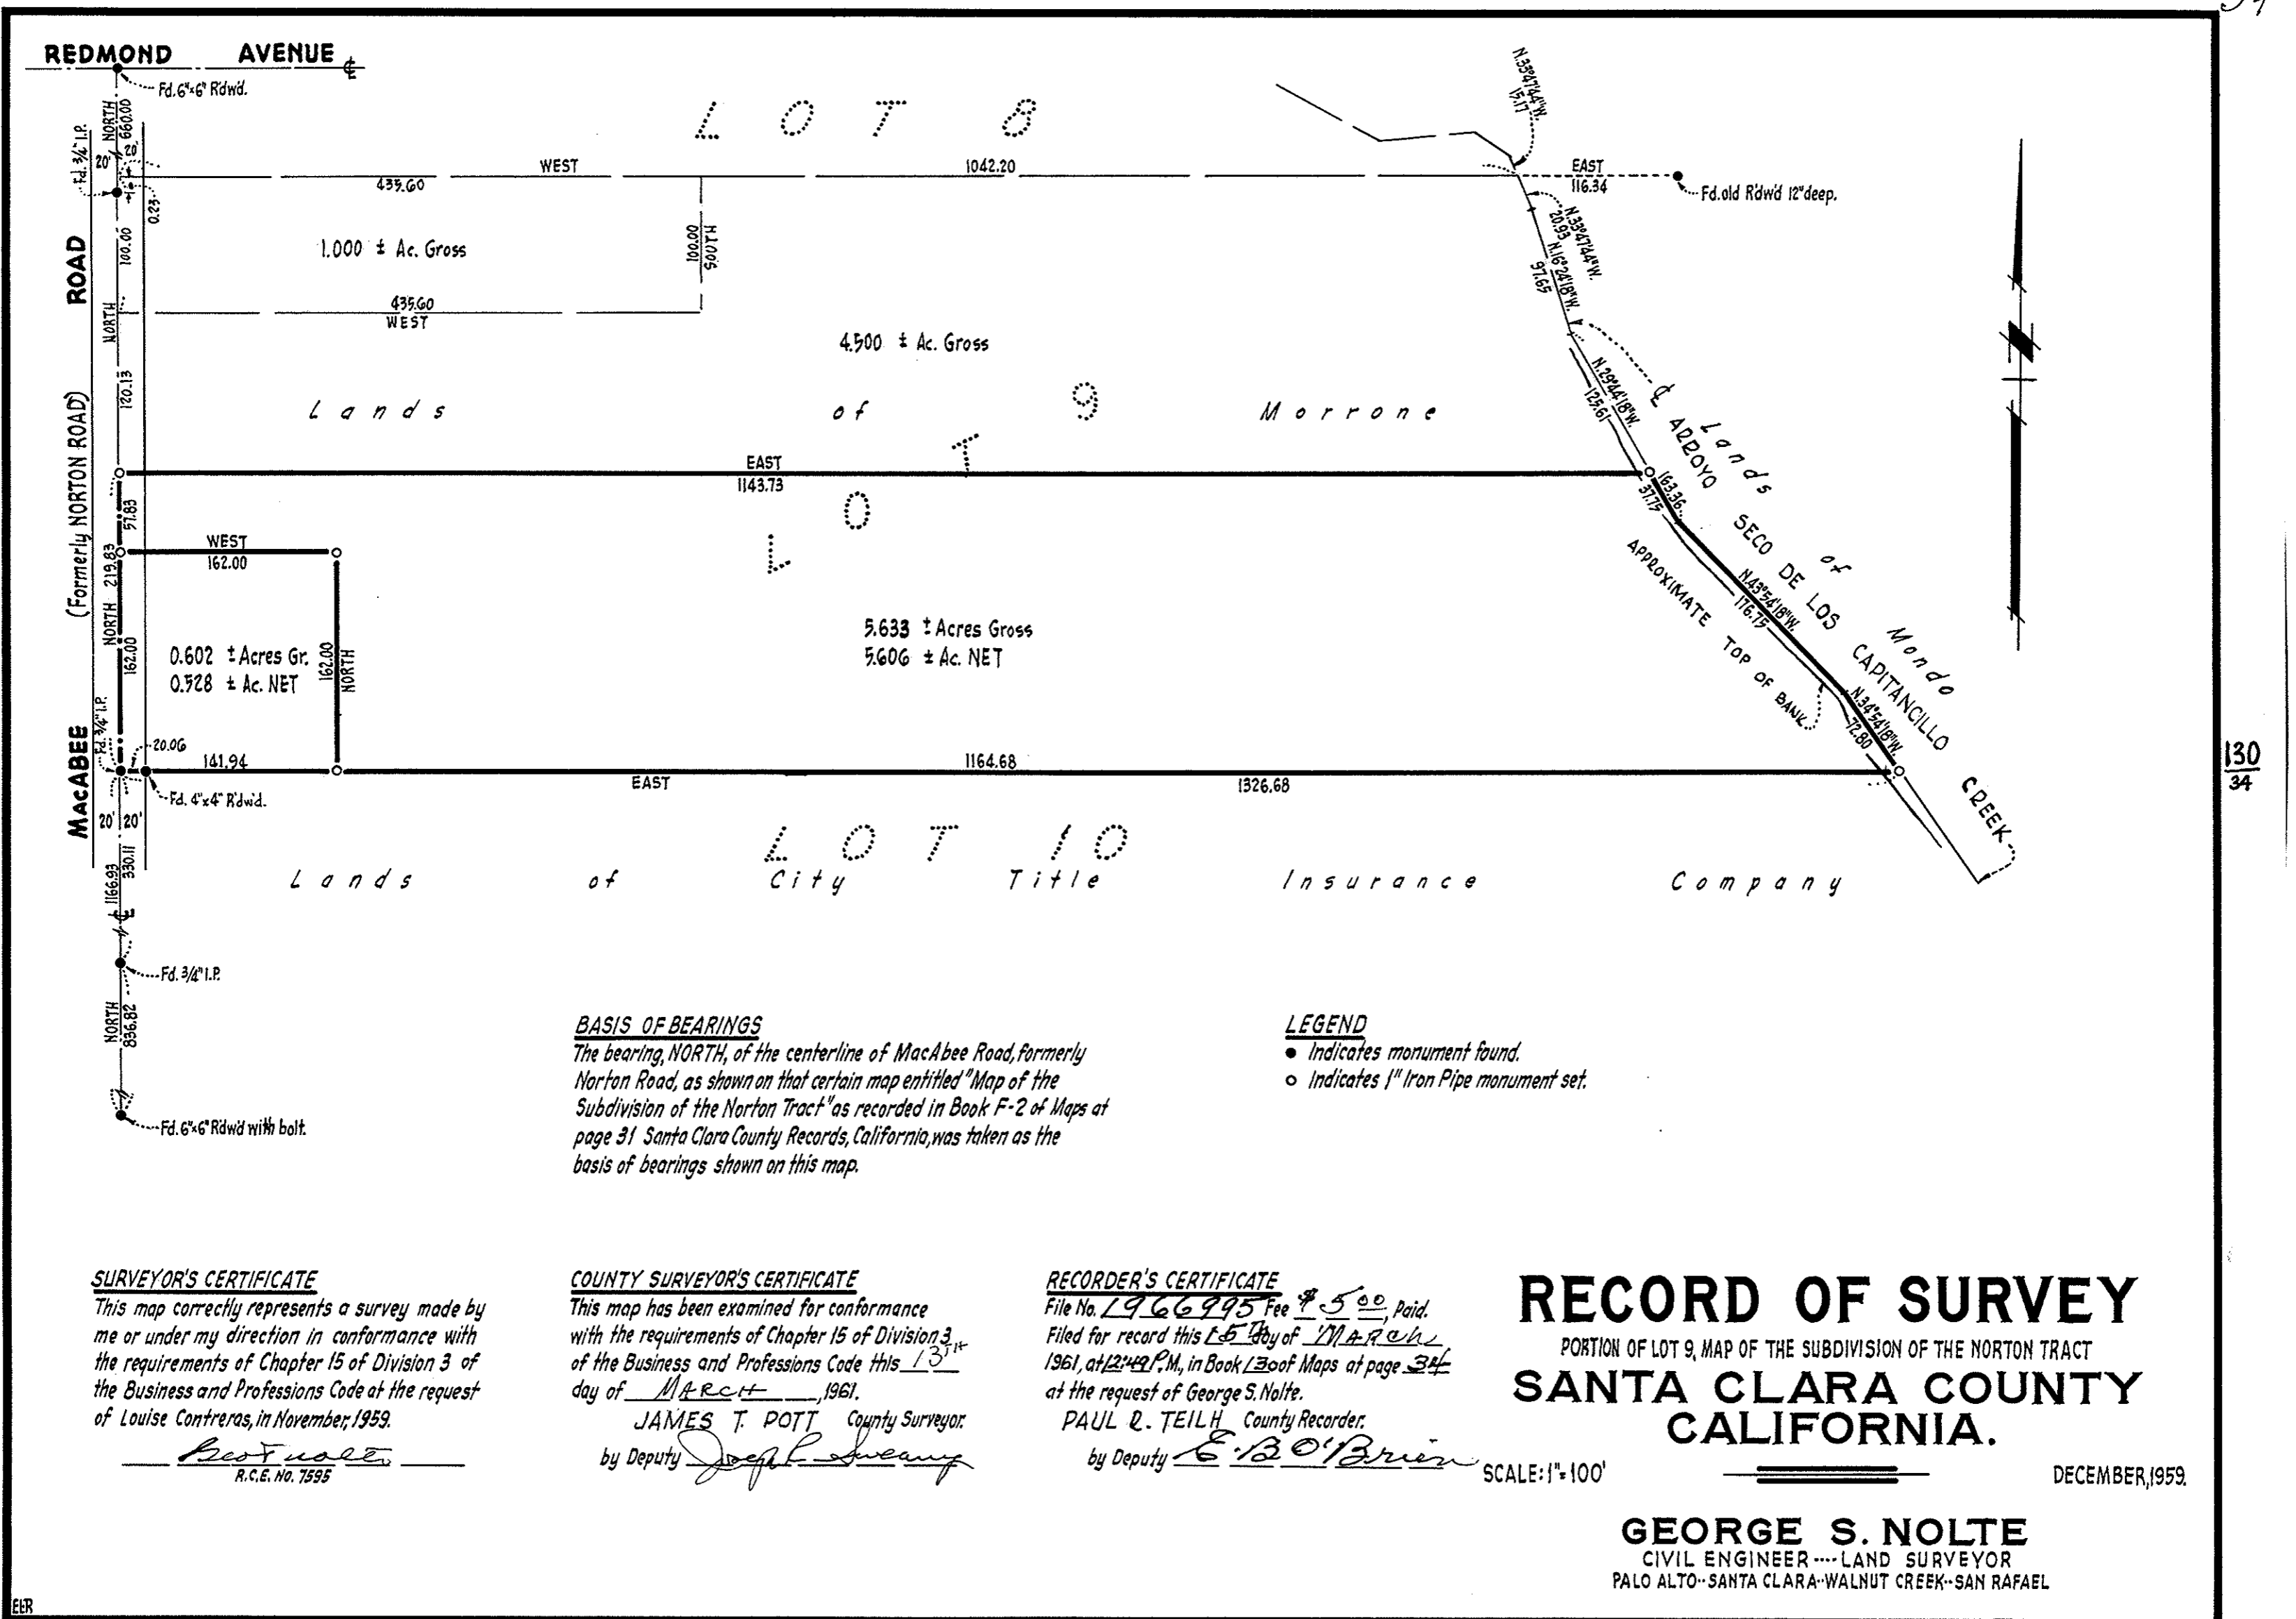 REDMOND AVENUE ℄
Fd. 6"x6" Rdwd.
NORTH 660.00
Fd. 3/4" I.P.
20' 20'
0.23
LOT 8
WEST
435.60
1042.20
N.33°47'44"W.
15.17
EAST
116.34
Fd. old Rdw'd 12" deep.
N.33°47'44"W.
20.93
N.16°24'18"W.
97.65
100.00
1.000 ± Ac. Gross
SOUTH
100.00
435.60
WEST
NORTH
4.500 ± Ac. Gross
120.13
Lands of Morrone
LOT 9
N.29°44'18"W.
125.61
℄ ARROYO SECO DE LOS CAPITANCILLO CREEK
Lands of Mondo
MACABEE ROAD
(Formerly NORTON ROAD)
EAST
1143.73
163.36
37.75
57.83
WEST
162.00
NORTH 219.83
162.00
0.602 ± Acres Gr.
0.528 ± Ac. NET
162.00
NORTH
5.633 ± Acres Gross
5.606 ± Ac. NET
APPROXIMATE TOP OF BANK
N.43°54'18"W.
176.75
N.34°54'18"W.
72.80
Fd. 3/4" I.P.
20.06
141.94
1164.68
EAST
1326.68
Fd. 4"x4" R'dw'd.
20' 20'
130
34
LOT 10
Lands of City Title Insurance Company
1166.93
330.11
℄
Fd. 3/4" I.P.
NORTH
836.82
Fd. 6"x6" R'dw'd with bolt.
BASIS OF BEARINGS
The bearing, NORTH, of the centerline of MacAbee Road, formerly
Norton Road, as shown on that certain map entitled "Map of the
Subdivision of the Norton Tract" as recorded in Book F-2 of Maps at
page 31 Santa Clara County Records, California, was taken as the
basis of bearings shown on this map.
LEGEND
● Indicates monument found.
○ Indicates 1" Iron Pipe monument set.
SURVEYOR'S CERTIFICATE
This map correctly represents a survey made by
me or under my direction in conformance with
the requirements of Chapter 15 of Division 3 of
the Business and Professions Code at the request
of Louise Contreras, in November, 1959.
Geo S Nolte
R.C.E. No. 7595
COUNTY SURVEYOR'S CERTIFICATE
This map has been examined for conformance
with the requirements of Chapter 15 of Division 3
of the Business and Professions Code this 13TH
day of MARCH, 1961.
JAMES T. POTT County Surveyor.
by Deputy Joseph L Sweany
RECORDER'S CERTIFICATE
File No. 1966995 Fee $5.00, Paid.
Filed for record this 15th day of MARCH
1961, at 12:49 P.M., in Book 130 of Maps at page 34
at the request of George S. Nolte.
PAUL R. TEILH County Recorder.
by Deputy E. B O'Brien
RECORD OF SURVEY
PORTION OF LOT 9, MAP OF THE SUBDIVISION OF THE NORTON TRACT
SANTA CLARA COUNTY
CALIFORNIA.
SCALE: 1"=100'
DECEMBER, 1959.
GEORGE S. NOLTE
CIVIL ENGINEER----LAND SURVEYOR
PALO ALTO--SANTA CLARA--WALNUT CREEK--SAN RAFAEL